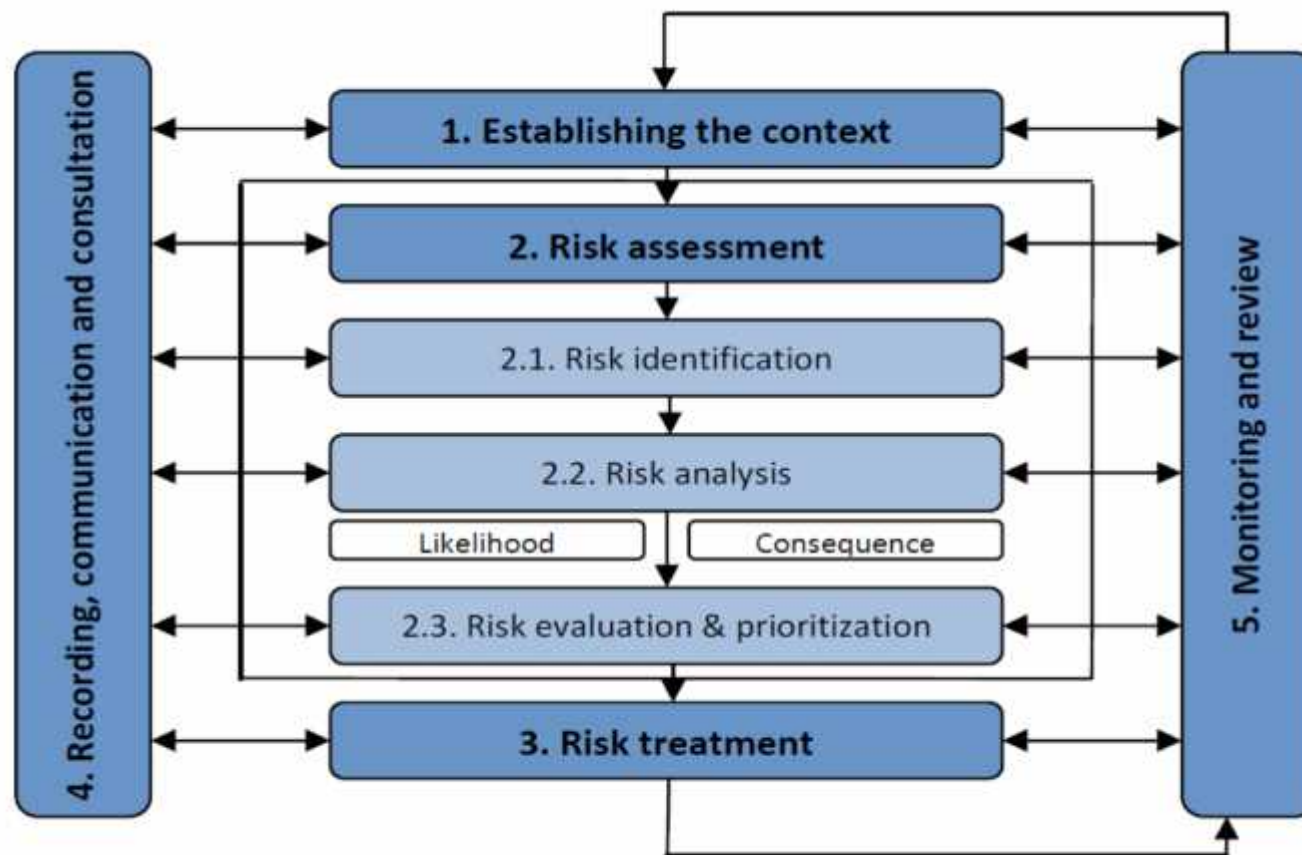 4. Recording, communication and consultation
1. Establishing the context
2. Risk assessment
2.1. Risk identification
2.2. Risk analysis
Likelihood
Consequence
2.3. Risk evaluation & prioritization
3. Risk treatment
5. Monitoring and review